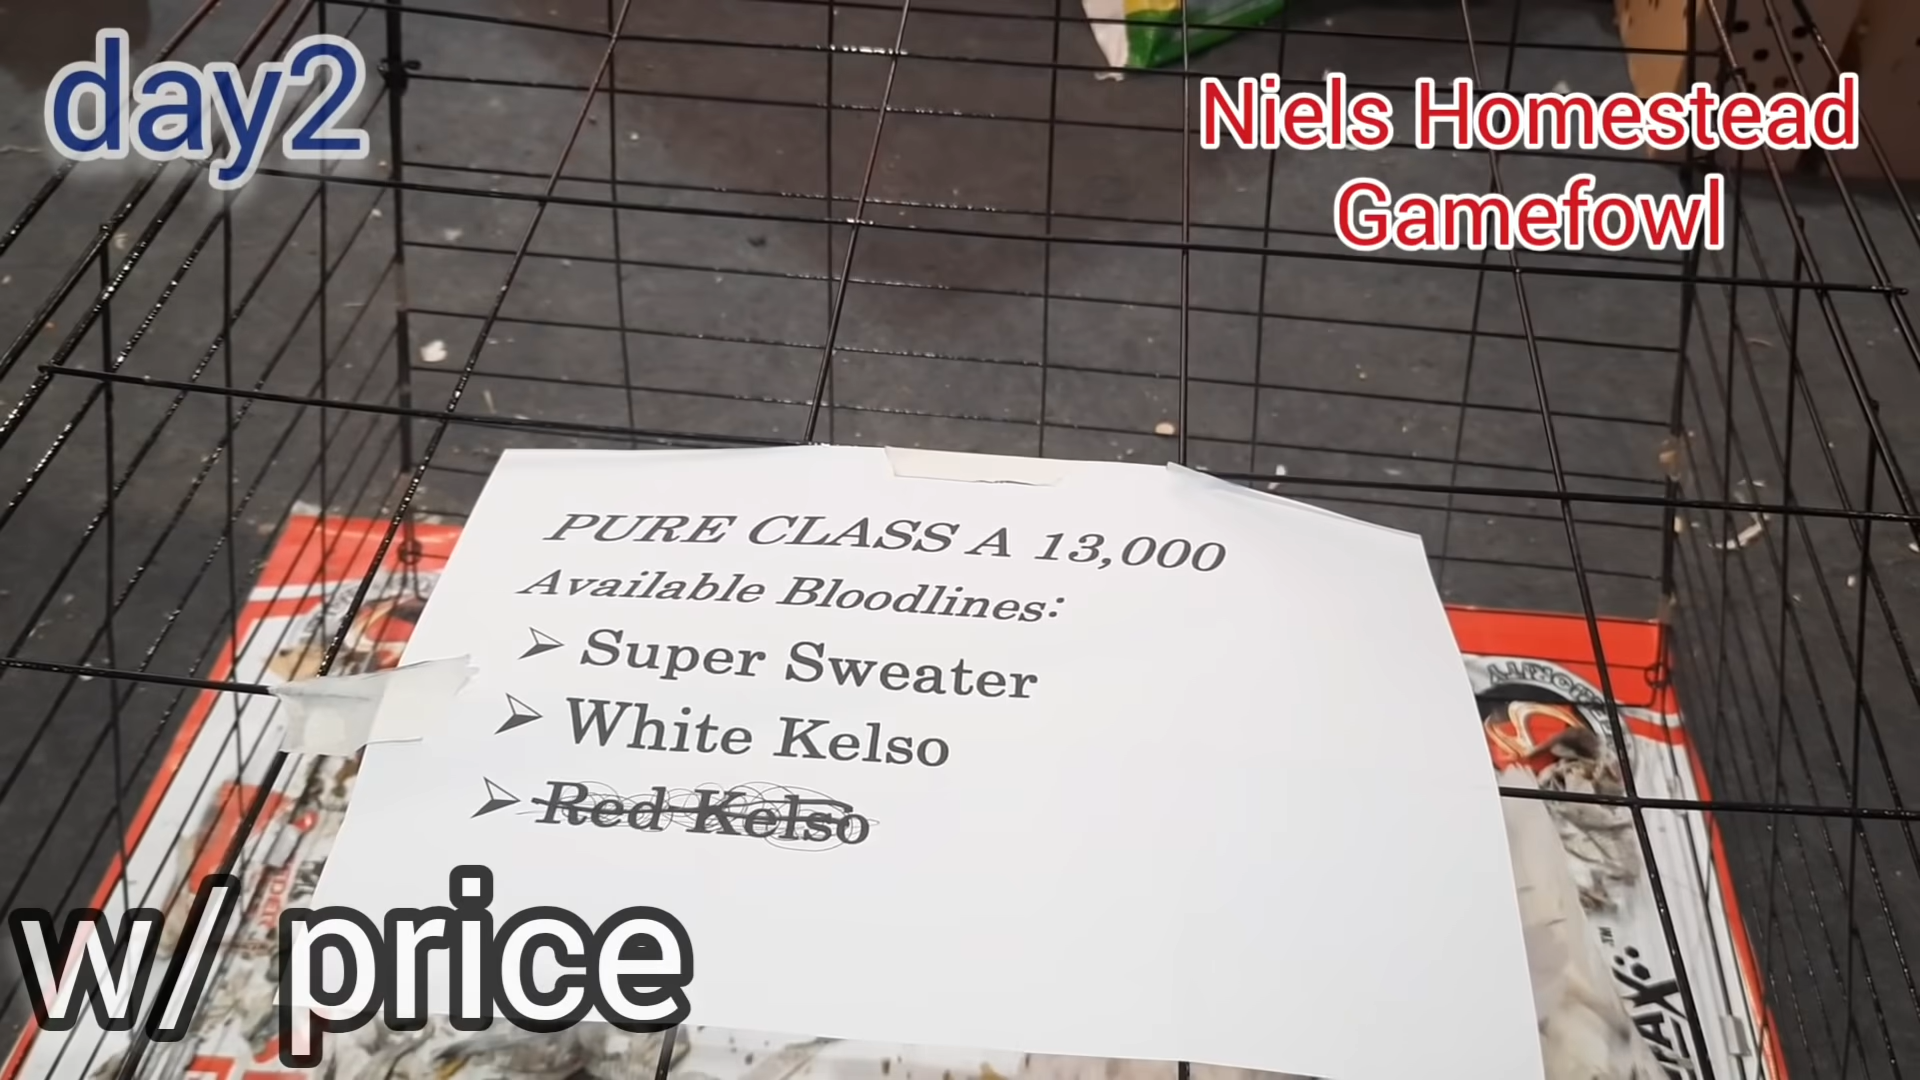 day2
Niels Homestead
Gamefowl
PURE CLASS A 13,000
Available Bloodlines:
➢ Super Sweater
➢ White Kelso
➢ Red Kelso
w/ price